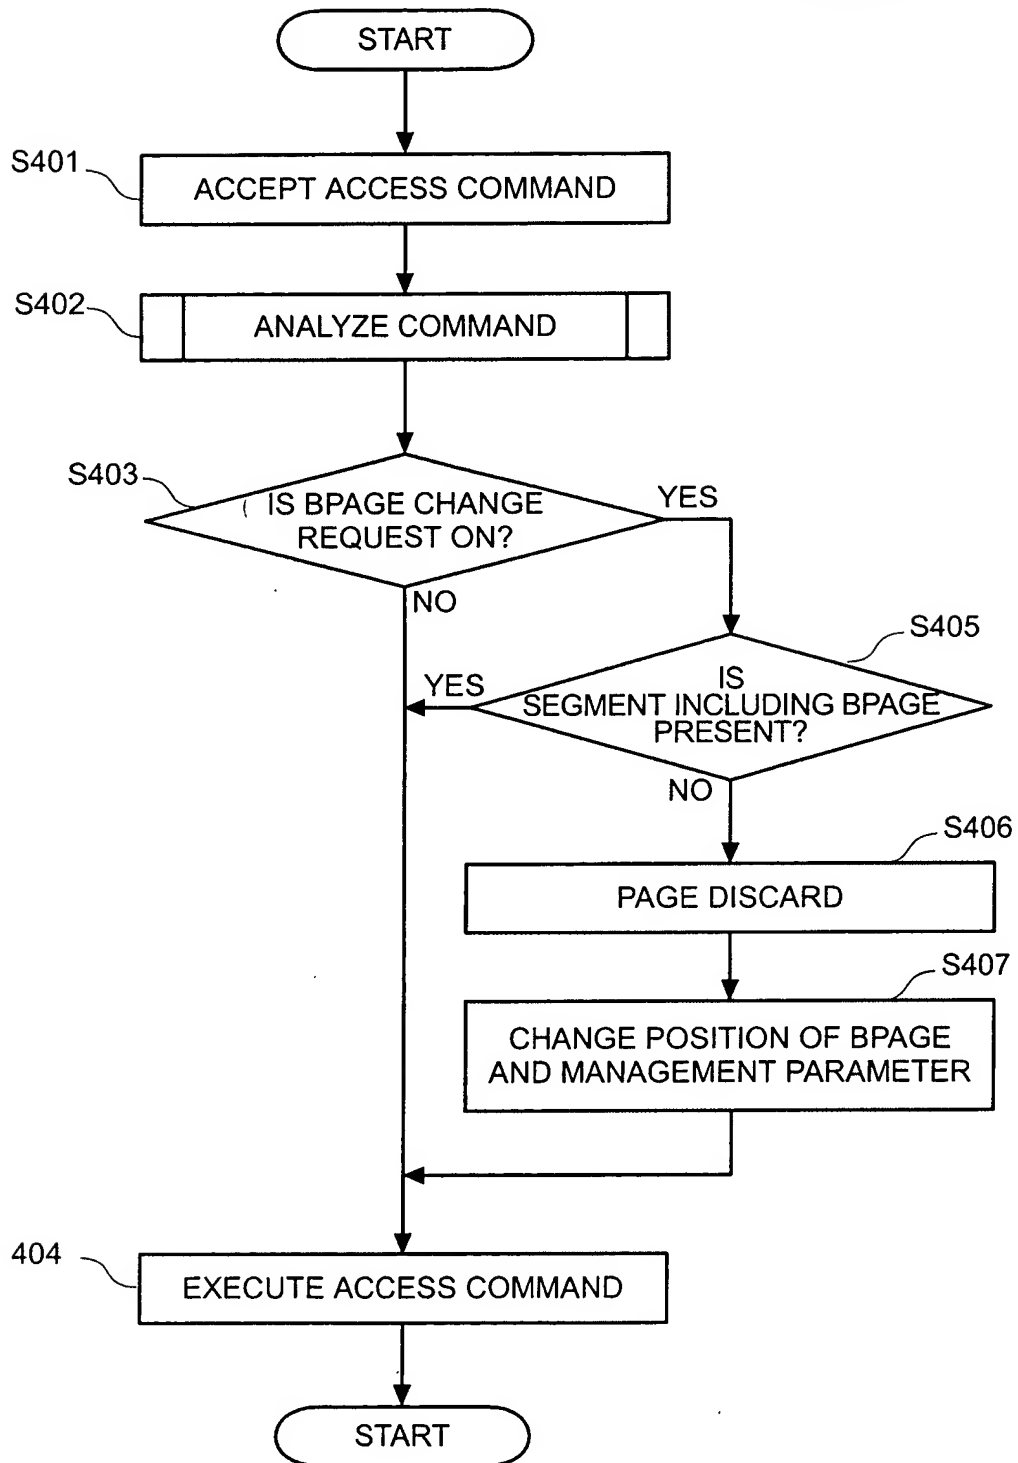 START
S401
ACCEPT ACCESS COMMAND
S402
ANALYZE COMMAND
S403
IS BPAGE CHANGE
REQUEST ON?
YES
NO
S405
YES
IS
SEGMENT INCLUDING BPAGE
PRESENT?
NO
S406
PAGE DISCARD
S407
CHANGE POSITION OF BPAGE
AND MANAGEMENT PARAMETER
404
EXECUTE ACCESS COMMAND
START